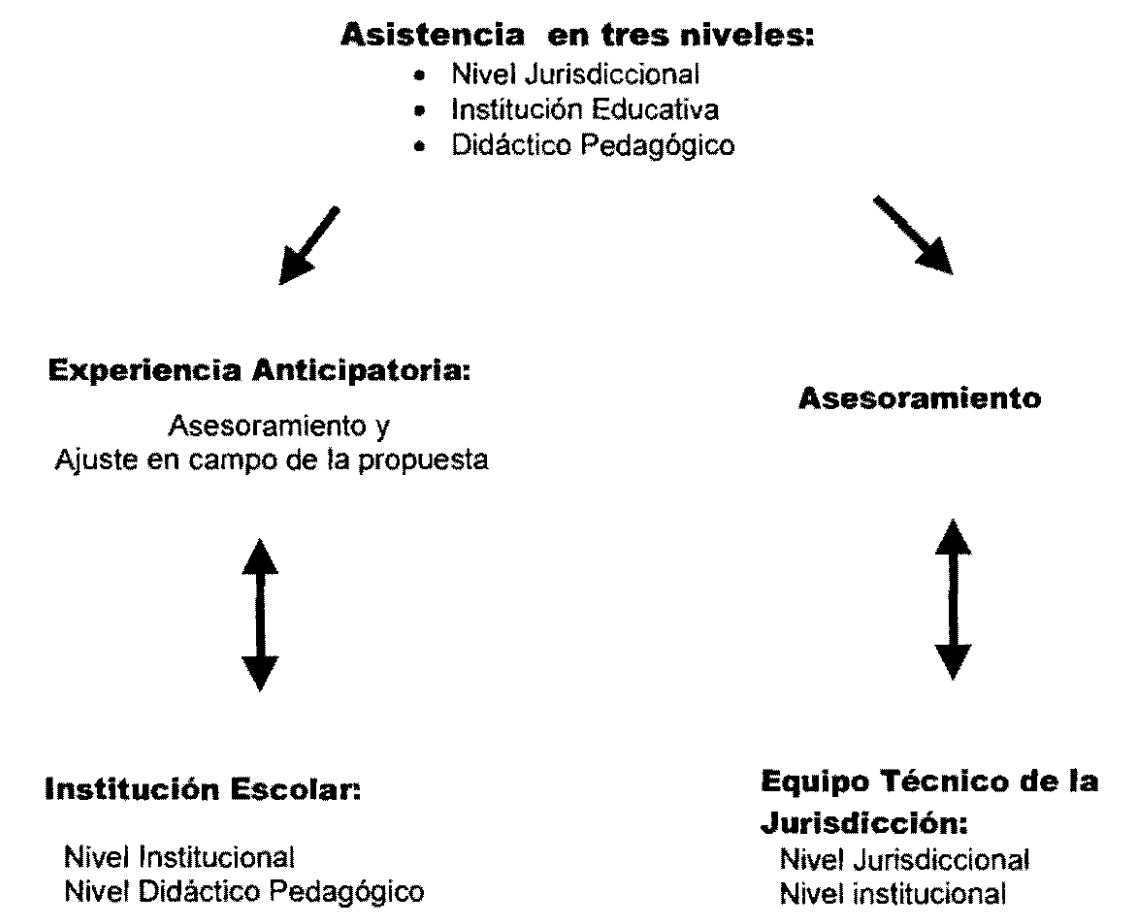 Asistencia en tres niveles:
• Nivel Jurisdiccional
• Institución Educativa
• Didáctico Pedagógico
Experiencia Anticipatoria:
Asesoramiento y
Ajuste en campo de la propuesta
Asesoramiento
Institución Escolar:
Nivel Institucional
Nivel Didáctico Pedagógico
Equipo Técnico de la
Jurisdicción:
Nivel Jurisdiccional
Nivel institucional